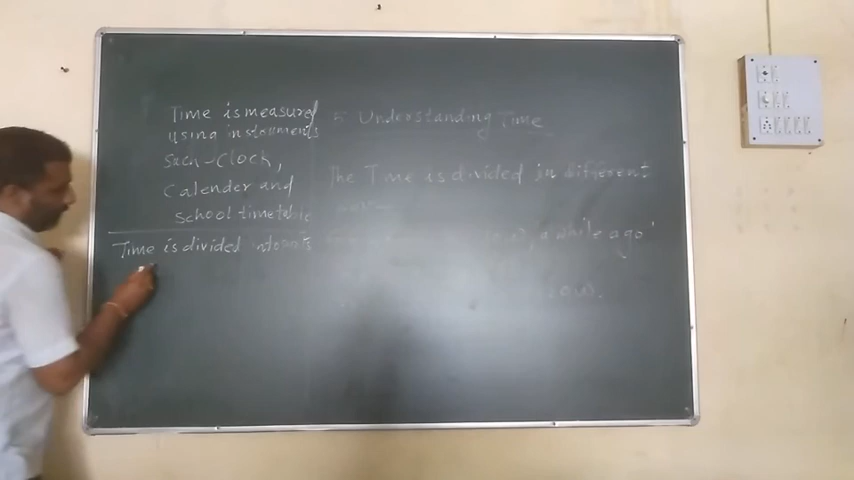 Time is measured
using instruments
such - Clock,
Calender and
school timetable
Time is divided into
5 Understanding Time
The Time is divided in different
a while ago'